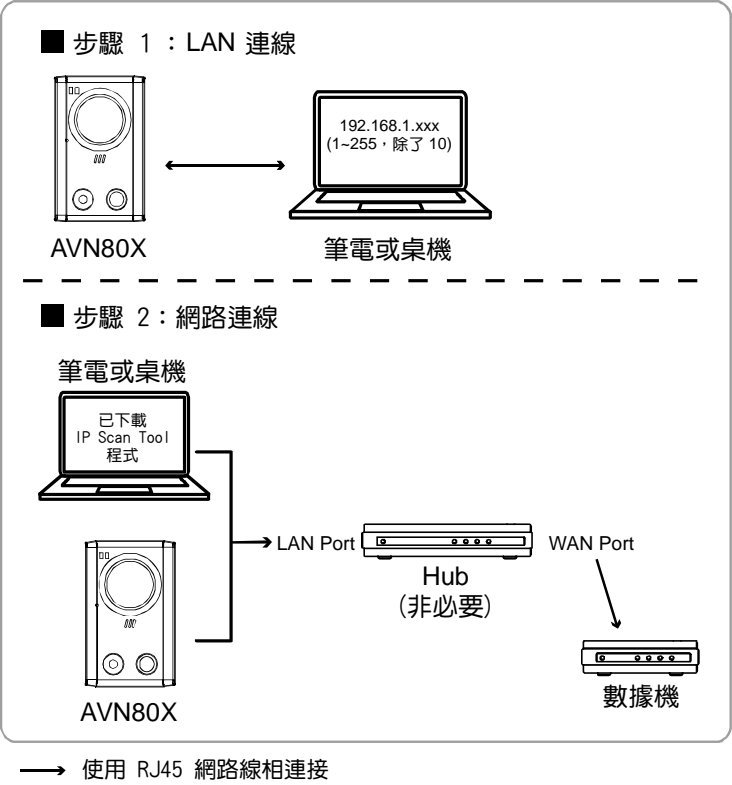 ■ 步驟 1：LAN 連線
192.168.1.xxx
(1~255，除了 10)
AVN80X
筆電或桌機
■ 步驟 2：網路連線
筆電或桌機
已下載
IP Scan Tool
程式
LAN Port
WAN Port
Hub
(非必要)
AVN80X
數據機
→ 使用 RJ45 網路線相連接